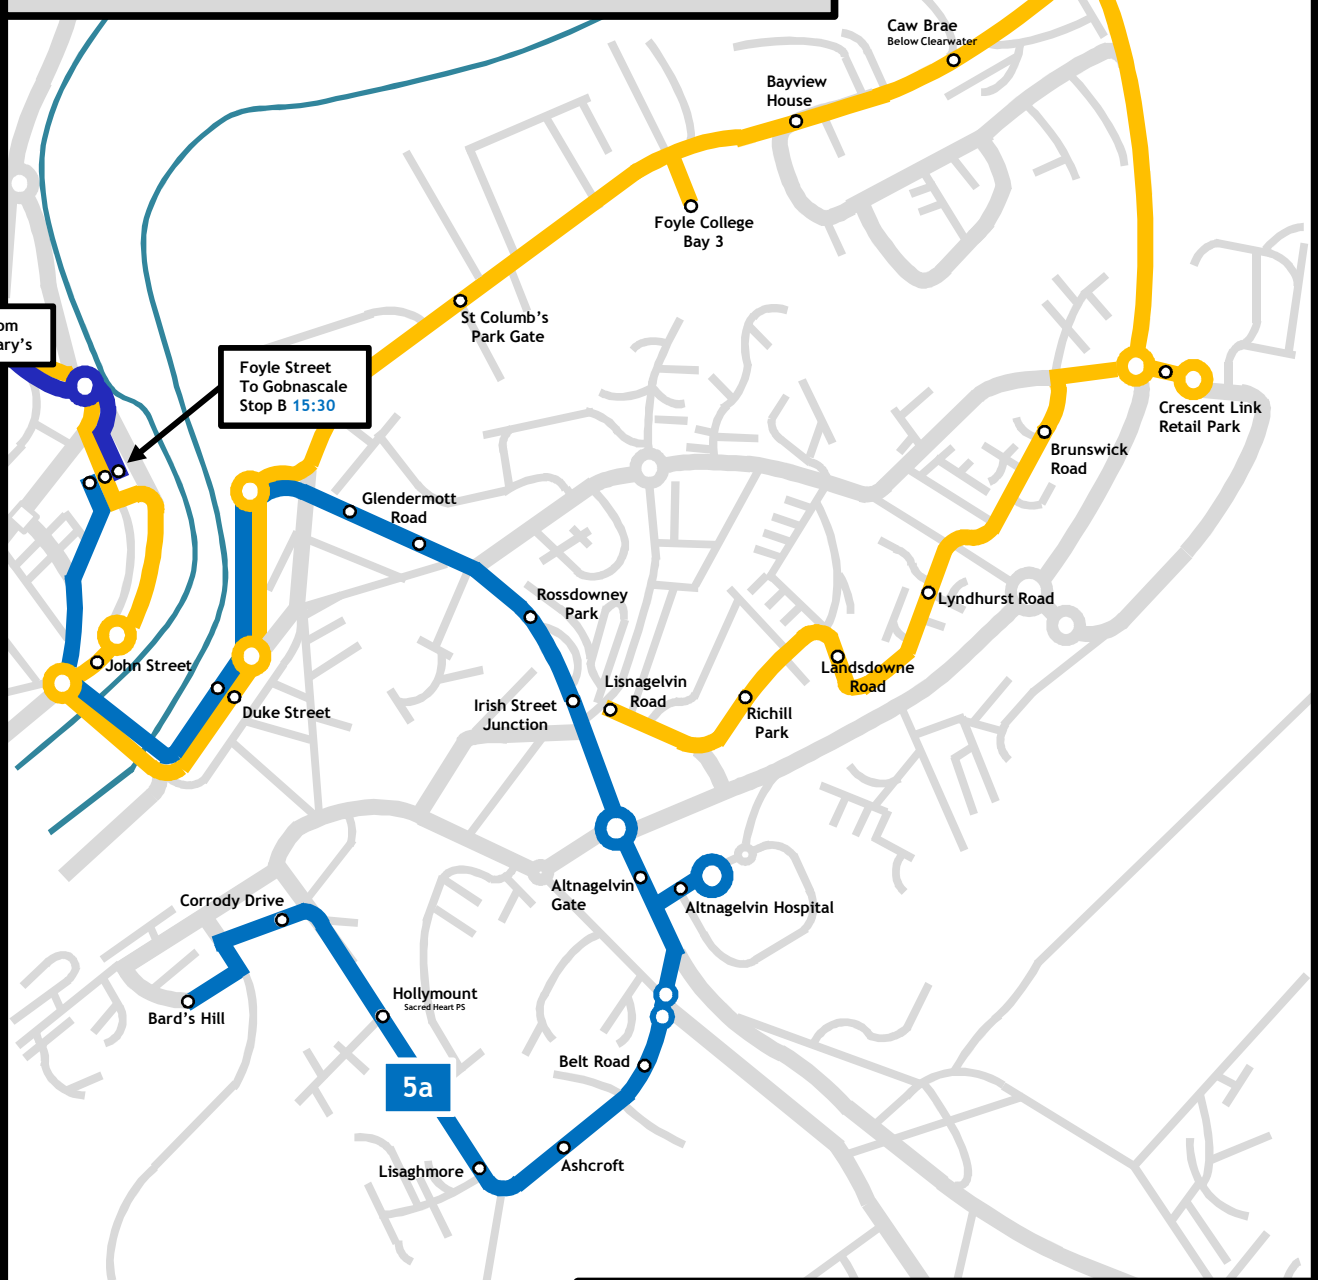 Caw Brae
Below Clearwater
Bayview
House
Foyle College
Bay 3
St Columb's
Park Gate
om
ary's
Foyle Street
To Gobnascale
Stop B 15:30
Crescent Link
Retail Park
Brunswick
Road
Glendermott
Road
Rossdowney
Park
Lyndhurst Road
John Street
Landsdowne
Road
Lisnagelvin
Road
Duke Street
Irish Street
Junction
Richill
Park
Altnagelvin
Gate
Altnagelvin Hospital
Corrody Drive
Hollymount
Sacred Heart PS
Bard's Hill
Belt Road
5a
Lisaghmore
Ashcroft